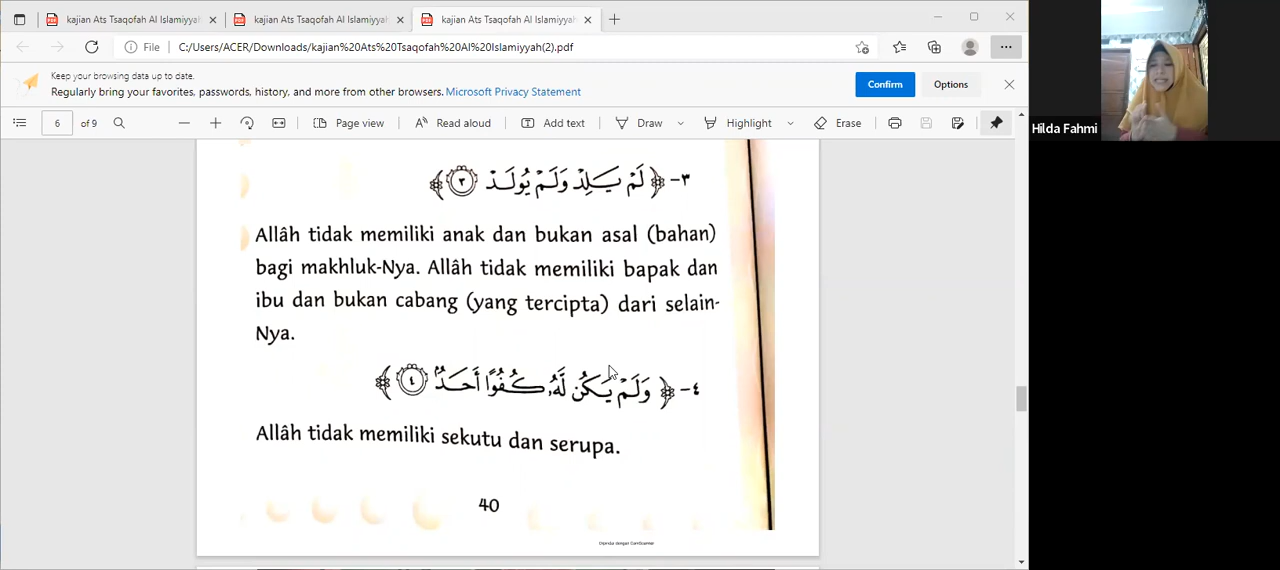 kajian Ats Tsaqofah Al Islamiyyah
kajian Ats Tsaqofah Al Islamiyyah
kajian Ats Tsaqofah Al Islamiyyah
File
C:/Users/ACER/Downloads/kajian%20Ats%20Tsaqofah%20Al%20Islamiyyah(2).pdf
Keep your browsing data up to date.
Regularly bring your favorites, passwords, history, and more from other browsers. Microsoft Privacy Statement
Confirm
Options
6 of 9
Page view
Read aloud
Add text
Draw
Highlight
Erase
Hilda Fahmi
٣- ﴿ لَمْ يَلِدْ وَلَمْ يُولَدْ ٣ ﴾
Allâh tidak memiliki anak dan bukan asal (bahan)
bagi makhluk-Nya. Allâh tidak memiliki bapak dan
ibu dan bukan cabang (yang tercipta) dari selain-
Nya.
٤- ﴿ وَلَمْ يَكُن لَّهُۥ كُفُوًا أَحَدٌۢ ٤ ﴾
Allâh tidak memiliki sekutu dan serupa.
40
Dipindai dengan CamScanner